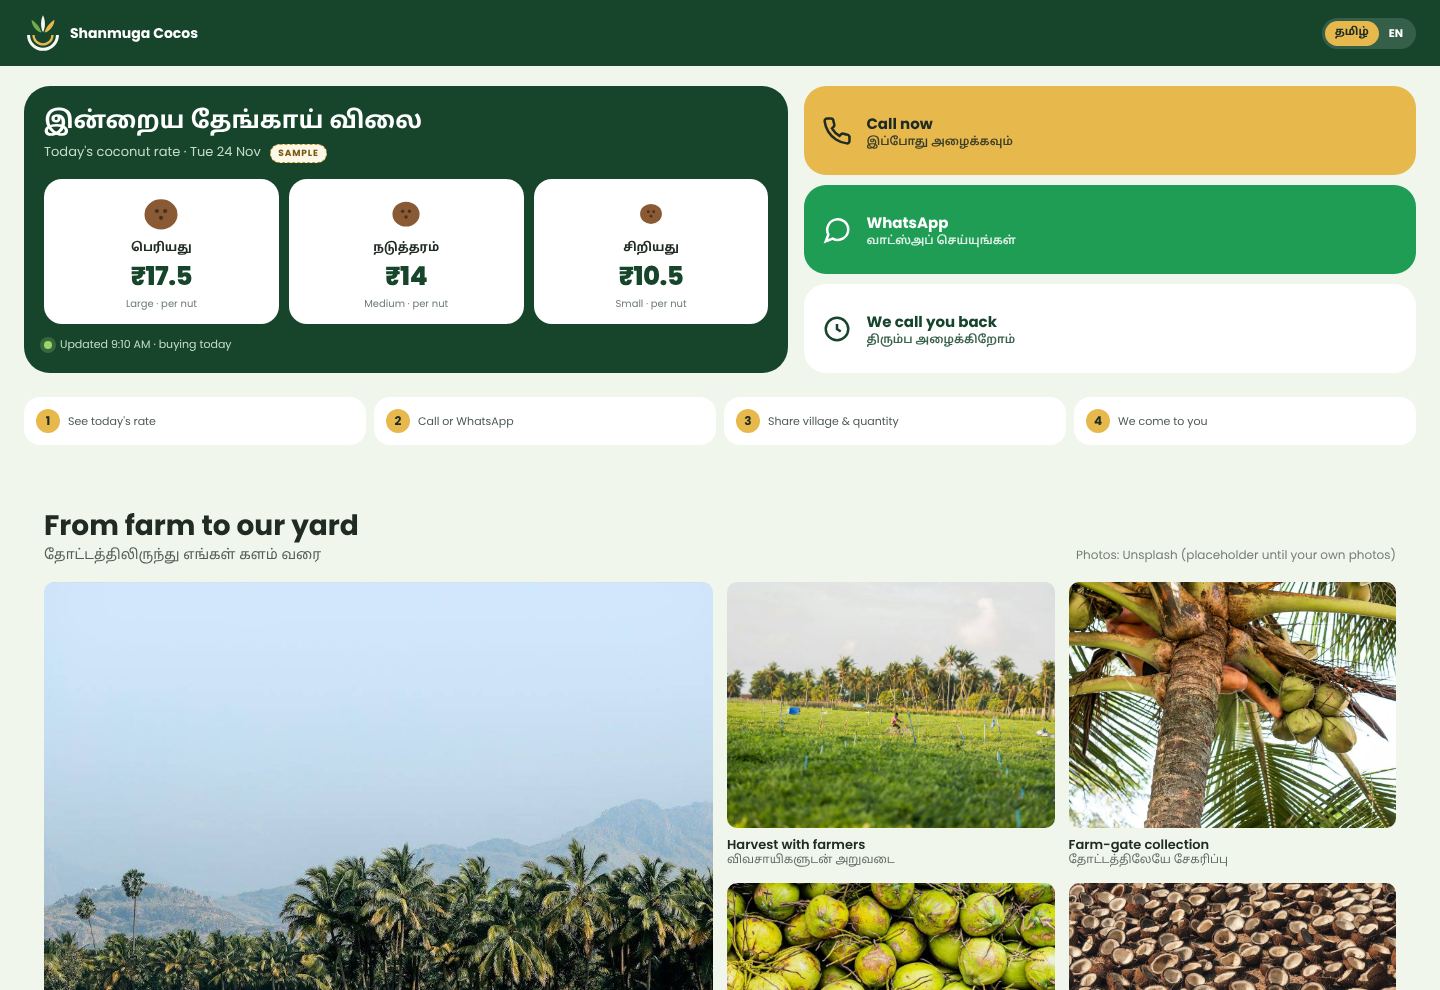 Shanmuga Cocos
தமிழ் EN
இன்றைய தேங்காய் விலை
Today's coconut rate · Tue 24 Nov SAMPLE
பெரியது
₹17.5
Large · per nut
நடுத்தரம்
₹14
Medium · per nut
சிறியது
₹10.5
Small · per nut
Updated 9:10 AM · buying today
Call now
இப்போது அழைக்கவும்
WhatsApp
வாட்ஸ்அப் செய்யுங்கள்
We call you back
திரும்ப அழைக்கிறோம்
1 See today's rate
2 Call or WhatsApp
3 Share village & quantity
4 We come to you
From farm to our yard
தோட்டத்திலிருந்து எங்கள் களம் வரை
Photos: Unsplash (placeholder until your own photos)
Harvest with farmers
விவசாயிகளுடன் அறுவடை
Farm-gate collection
தோட்டத்திலேயே சேகரிப்பு